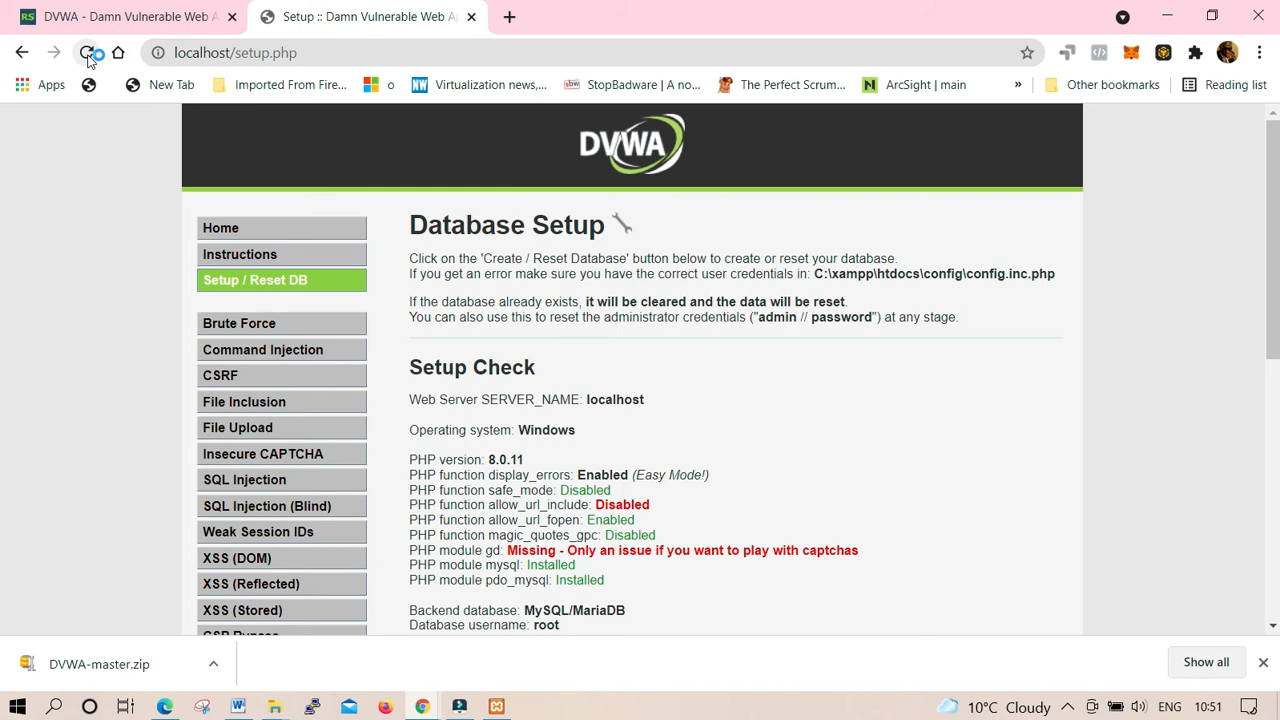 DVWA - Damn Vulnerable Web A
Setup :: Damn Vulnerable Web Ap
localhost/setup.php
Apps
New Tab
Imported From Fire...
o
Virtualization news,...
StopBadware | A no...
The Perfect Scrum...
ArcSight | main
»
Other bookmarks
Reading list
DVWA
Home
Instructions
Setup / Reset DB
Brute Force
Command Injection
CSRF
File Inclusion
File Upload
Insecure CAPTCHA
SQL Injection
SQL Injection (Blind)
Weak Session IDs
XSS (DOM)
XSS (Reflected)
XSS (Stored)
CSP Bypass
Database Setup
Click on the 'Create / Reset Database' button below to create or reset your database.
If you get an error make sure you have the correct user credentials in: C:\xampp\htdocs\config\config.inc.php
If the database already exists, it will be cleared and the data will be reset.
You can also use this to reset the administrator credentials ("admin // password") at any stage.
Setup Check
Web Server SERVER_NAME: localhost
Operating system: Windows
PHP version: 8.0.11
PHP function display_errors: Enabled (Easy Mode!)
PHP function safe_mode: Disabled
PHP function allow_url_include: Disabled
PHP function allow_url_fopen: Enabled
PHP function magic_quotes_gpc: Disabled
PHP module gd: Missing - Only an issue if you want to play with captchas
PHP module mysql: Installed
PHP module pdo_mysql: Installed
Backend database: MySQL/MariaDB
Database username: root
DVWA-master.zip
Show all
10°C Cloudy
ENG
10:51